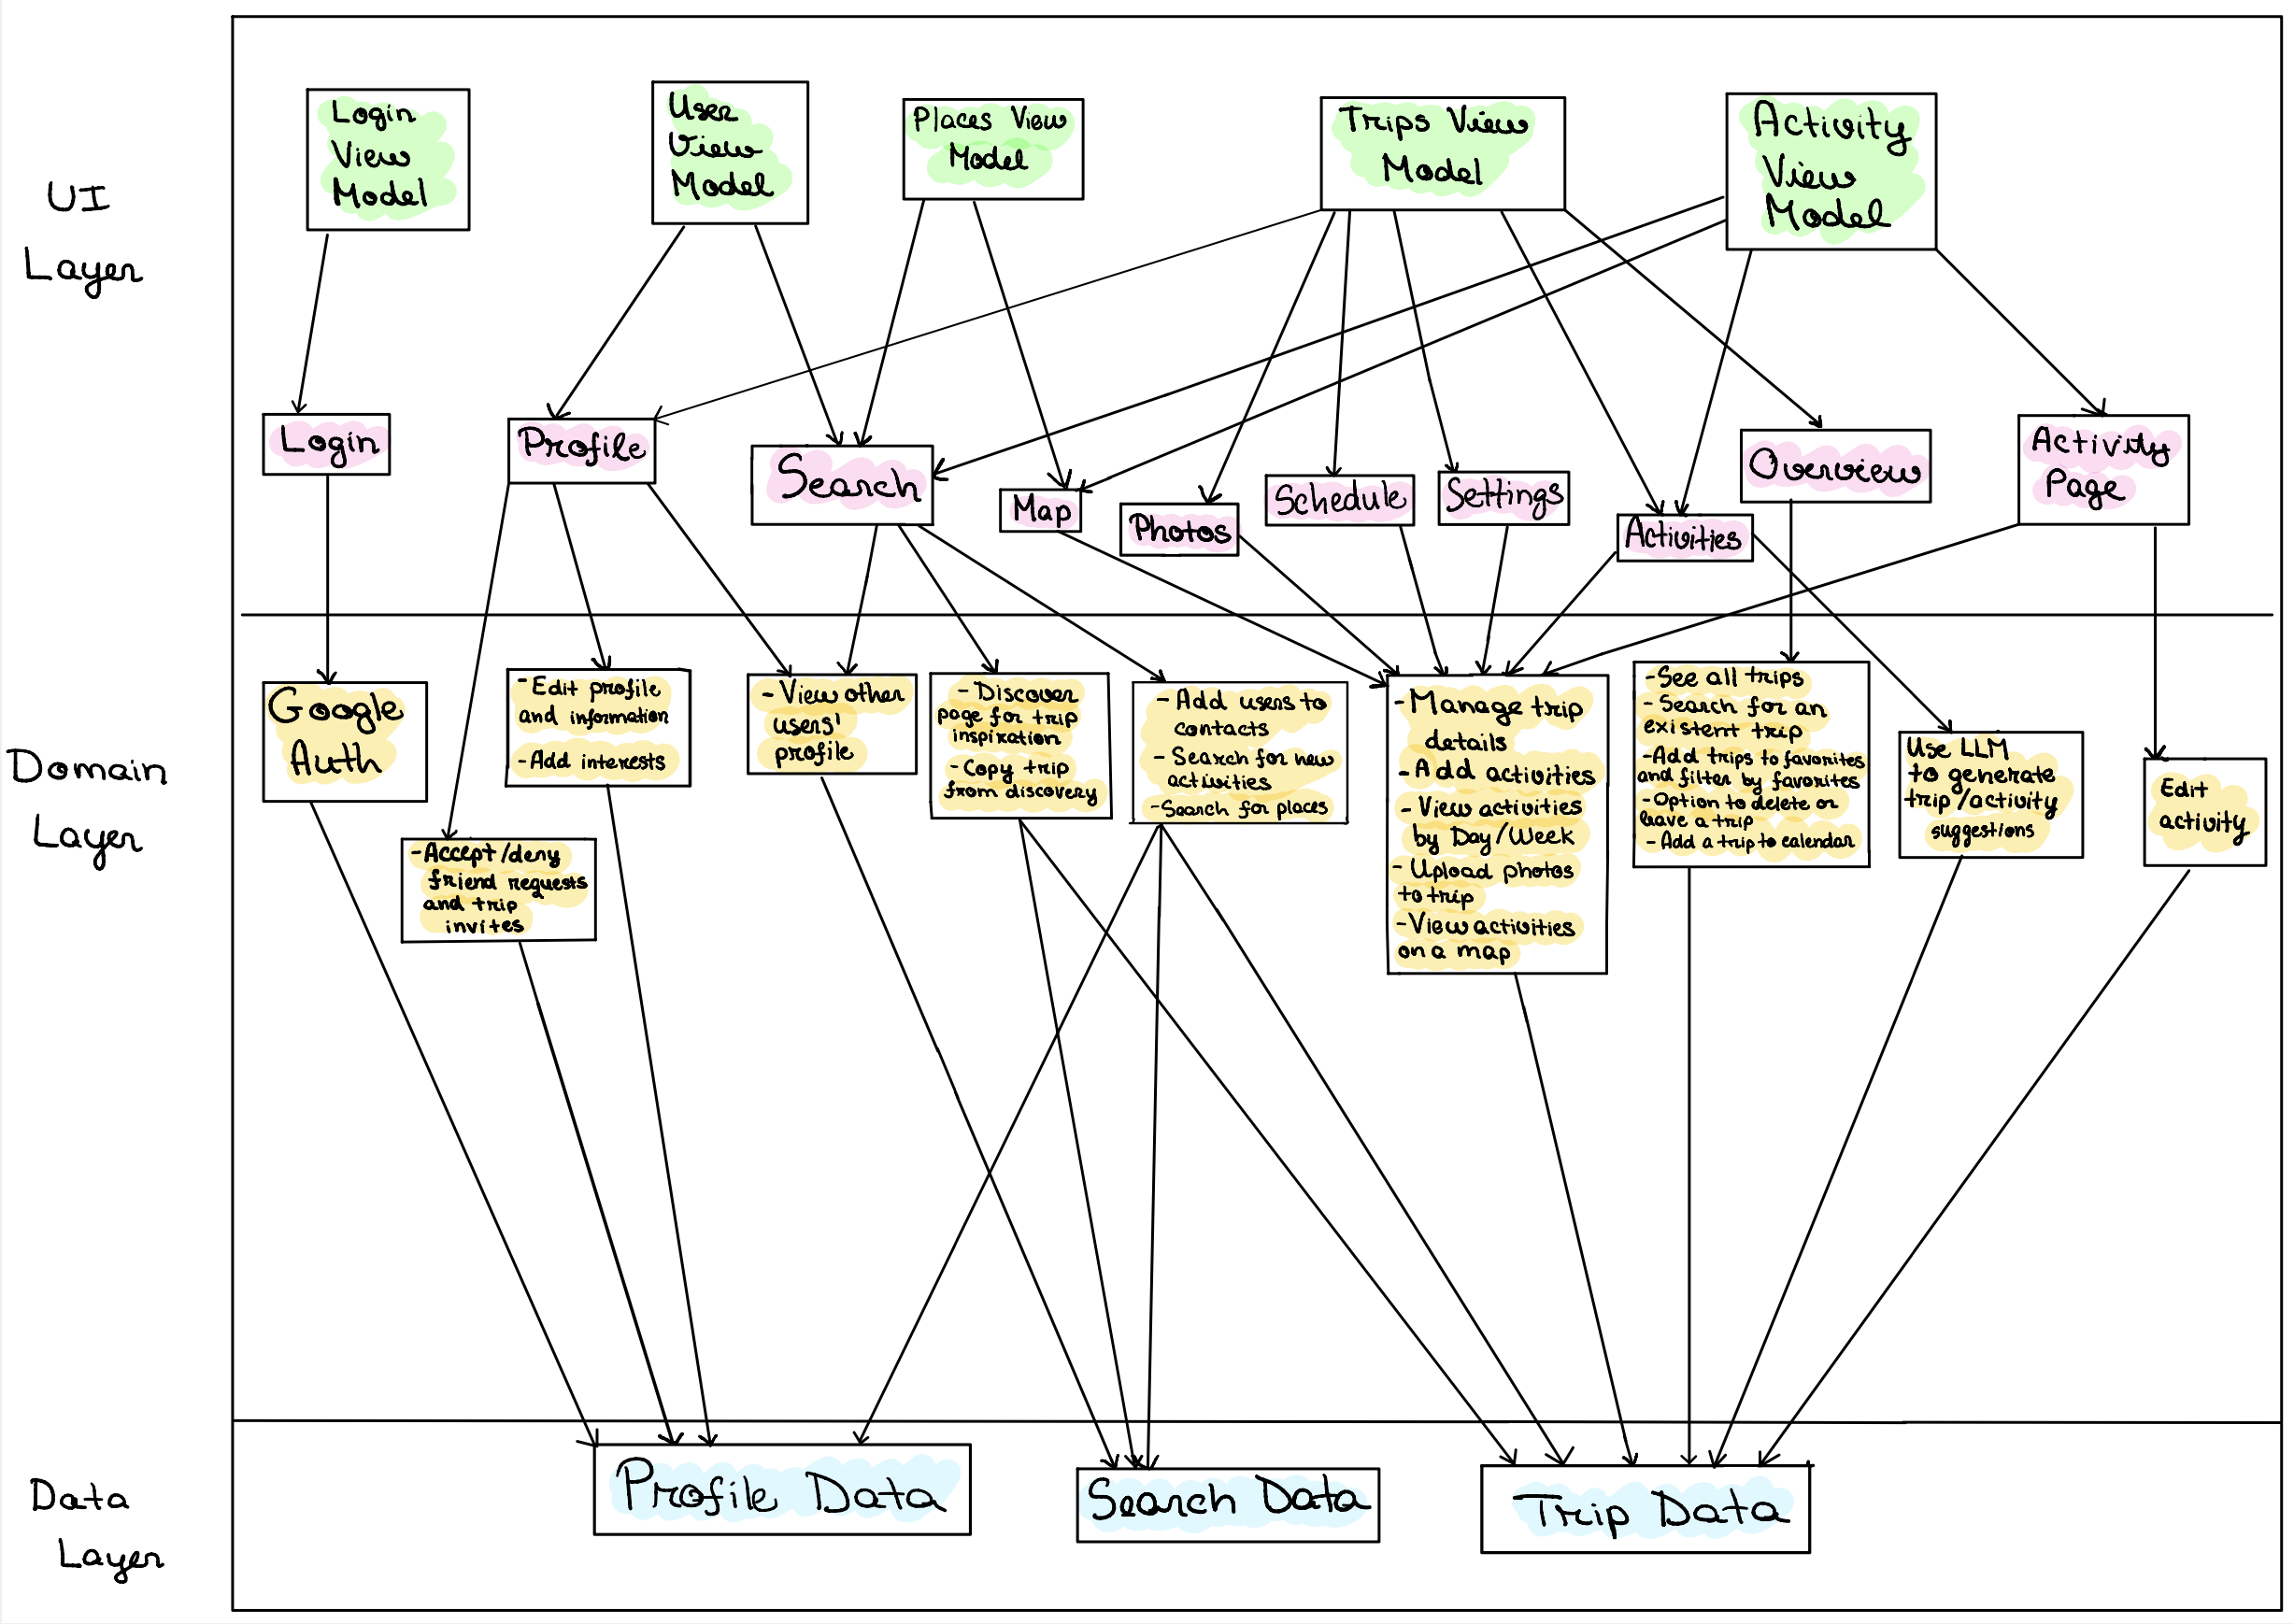 UI
Layer
Login
View
Model
User
View
Model
Places View
Model
Trips View
Model
Activity
View
Model
Login
Profile
Search
Map
Photos
Schedule
Settings
Activities
Overview
Activity
Page
Domain
Layer
Google
Auth
-Accept/deny
friend requests
and trip
invites
- Edit profile
and information
- Add interests
- View other
users'
profile
- Discover
page for trip
inspiration
- Copy trip
from discovery
- Add users to
contacts
- Search for new
activities
- Search for places
- Manage trip
details
- Add activities
- View activities
by Day/Week
- Upload photos
to trip
- View activities
on a map
- See all trips
- Search for an
existent trip
- Add trips to favorites
and filter by favorites
- Option to delete or
leave a trip
- Add a trip to calendar
Use LLM
to generate
trip/activity
suggestions
Edit
activity
Data
Layer
Profile Data
Search Data
Trip Data